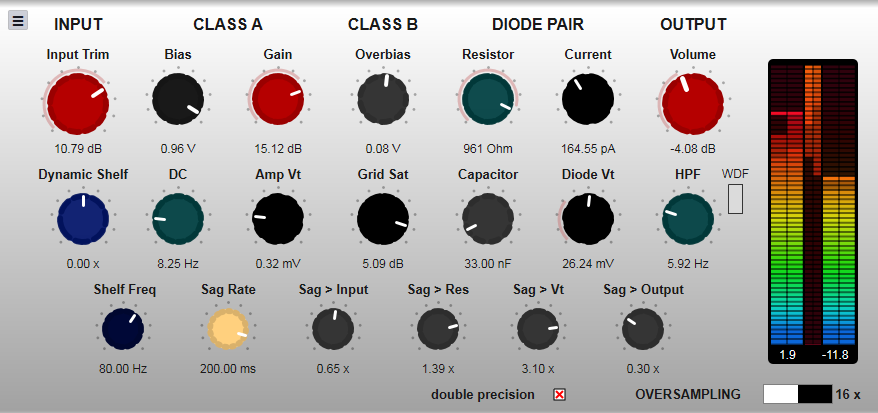 INPUT CLASS A CLASS B DIODE PAIR OUTPUT
Input Trim Bias Gain Overbias Resistor Current Volume
10.79 dB 0.96 V 15.12 dB 0.08 V 961 Ohm 164.55 pA -4.08 dB
Dynamic Shelf DC Amp Vt Grid Sat Capacitor Diode Vt HPF WDF
0.00 x 8.25 Hz 0.32 mV 5.09 dB 33.00 nF 26.24 mV 5.92 Hz
Shelf Freq Sag Rate Sag > Input Sag > Res Sag > Vt Sag > Output
80.00 Hz 200.00 ms 0.65 x 1.39 x 3.10 x 0.30 x
1.9 -11.8
double precision OVERSAMPLING 16 x